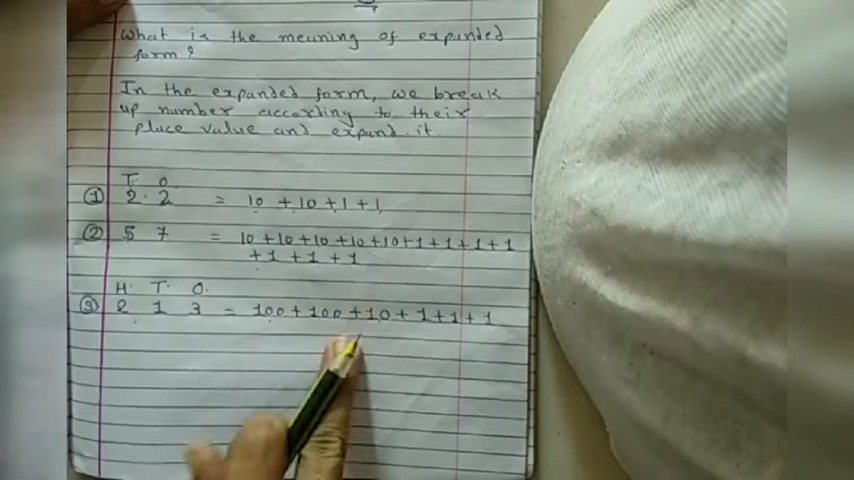 What is the meaning of expanded
form?
In the expanded form, we break
up number according to their
place value and expand it.
T. O
① 2. 2 = 10 + 10 + 1 + 1
② 5 7 = 10 + 10 + 10 + 10 + 10 + 1 + 1 + 1 + 1
+ 1 + 1 + 1
H. T. O.
③ 2 1 3 = 100 + 100 + 10 + 1 + 1 + 1